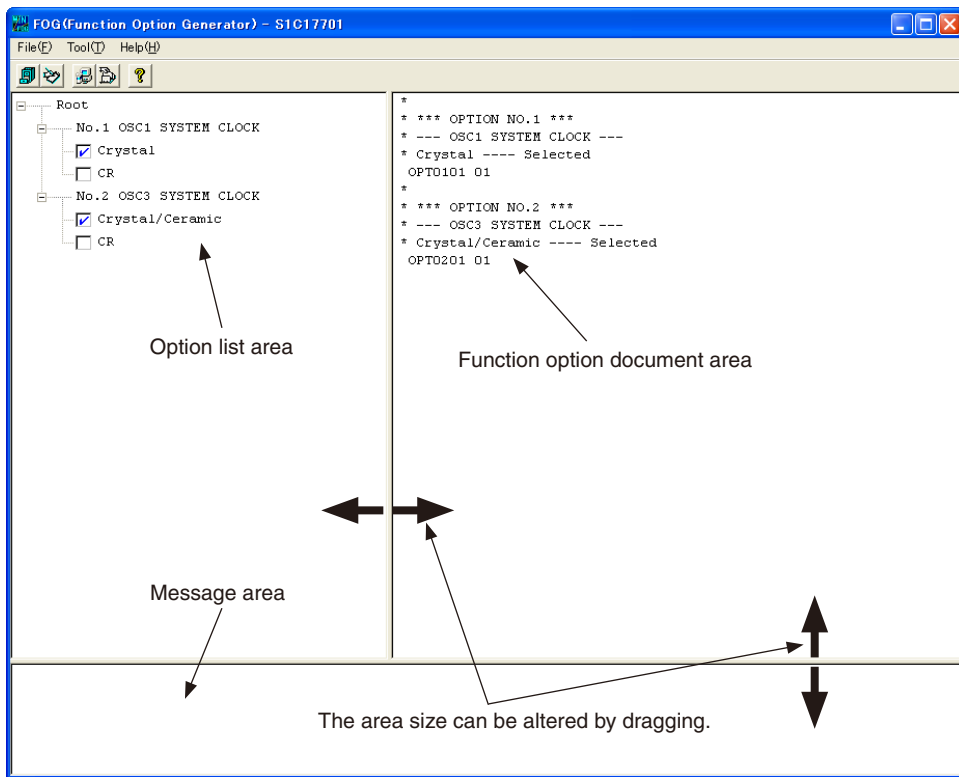 FOG(Function Option Generator) - S1C17701
File(F) Tool(T) Help(H)
Root
No.1 OSC1 SYSTEM CLOCK
Crystal
CR
No.2 OSC3 SYSTEM CLOCK
Crystal/Ceramic
CR
Option list area
*
* *** OPTION NO.1 ***
* --- OSC1 SYSTEM CLOCK ---
* Crystal ---- Selected
OPT0101 01
*
* *** OPTION NO.2 ***
* --- OSC3 SYSTEM CLOCK ---
* Crystal/Ceramic ---- Selected
OPT0201 01
Function option document area
Message area
The area size can be altered by dragging.